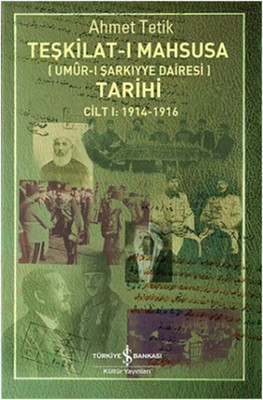 Ahmet Tetik
TEŞKİLAT-I MAHSUSA
[ UMÛR-I ŞARKIYYE DAİRESİ ]
TARİHİ
CİLT I: 1914-1916
TÜRKİYE İŞ BANKASI
Kültür Yayınları